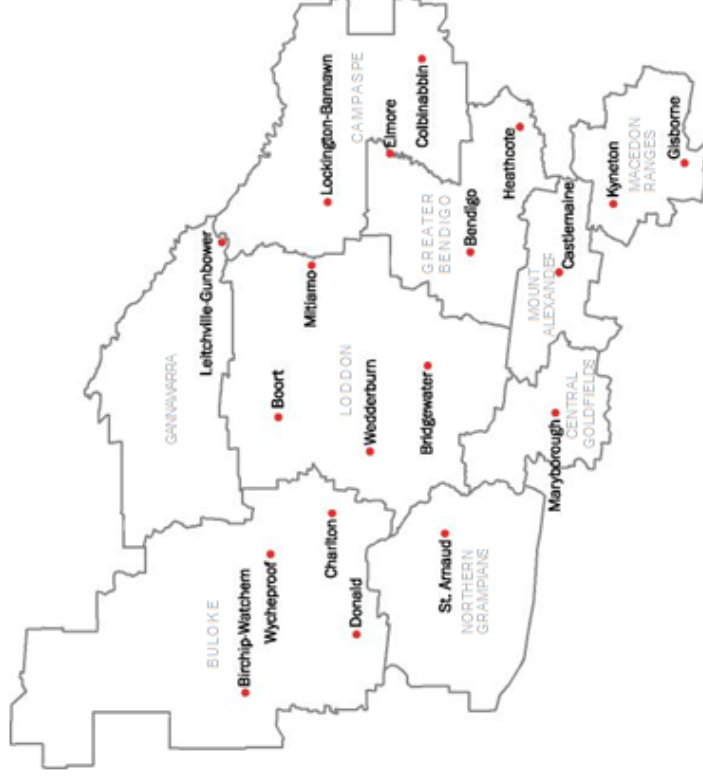 GANNAWARRA
Leitchville-Gunbower
BULOKE
Birchip-Watchem
Wycheproof
Boort
Mitiamo
Lockington-Bamawn
Charlton
LODDON
Donald
CAMPASPE
Wedderburn
Elmore
Colbinabbin
Bridgewater
GREATER
BENDIGO
St. Arnaud
NORTHERN
GRAMPIANS
Bendigo
Heathcote
MOUNT
ALEXANDER
Maryborough
Castlemaine
CENTRAL
GOLDFIELDS
Kyneton
MACEDON
RANGES
Gisborne